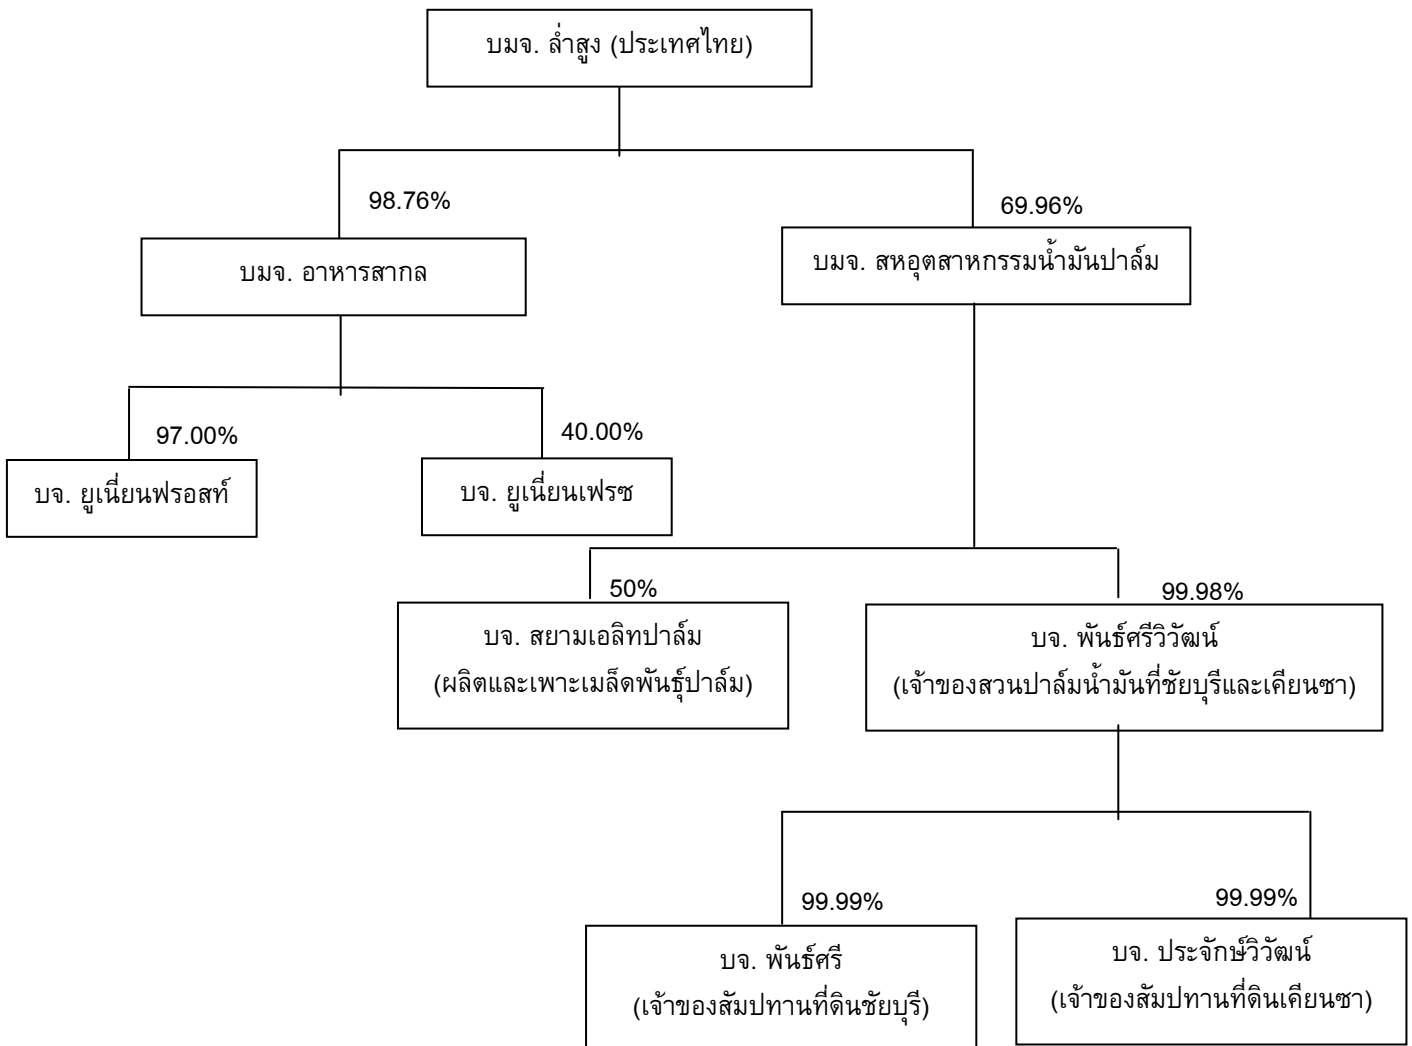 บมจ. ล่ำสูง (ประเทศไทย)
98.76%
69.96%
บมจ. อาหารสากล
บมจ. สหอุตสาหกรรมน้ำมันปาล์ม
97.00%
40.00%
บจ. ยูเนี่ยนฟรอสท์
บจ. ยูเนี่ยนเฟรซ
50%
99.98%
บจ. สยามเอลิทปาล์ม
(ผลิตและเพาะเมล็ดพันธุ์ปาล์ม)
บจ. พันธ์ศรีวิวัฒน์
(เจ้าของสวนปาล์มน้ำมันที่ชัยบุรีและเคียนซา)
99.99%
99.99%
บจ. พันธ์ศรี
(เจ้าของสัมปทานที่ดินชัยบุรี)
บจ. ประจักษ์วิวัฒน์
(เจ้าของสัมปทานที่ดินเคียนซา)